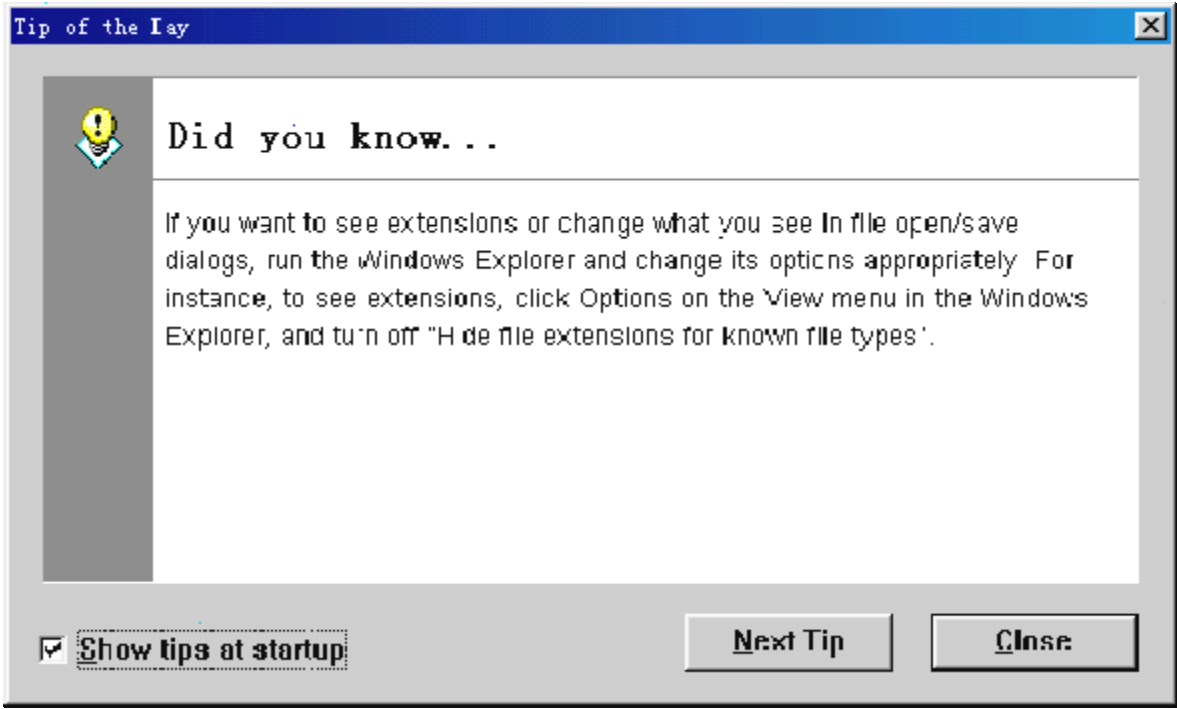 Tip of the Day
Did you know...
If you want to see extensions or change what you see in file open/save
dialogs, run the Windows Explorer and change its options appropriately. For
instance, to see extensions, click Options on the View menu in the Windows
Explorer, and turn off "Hide file extensions for known file types".
Show tips at startup
Next Tip
Close